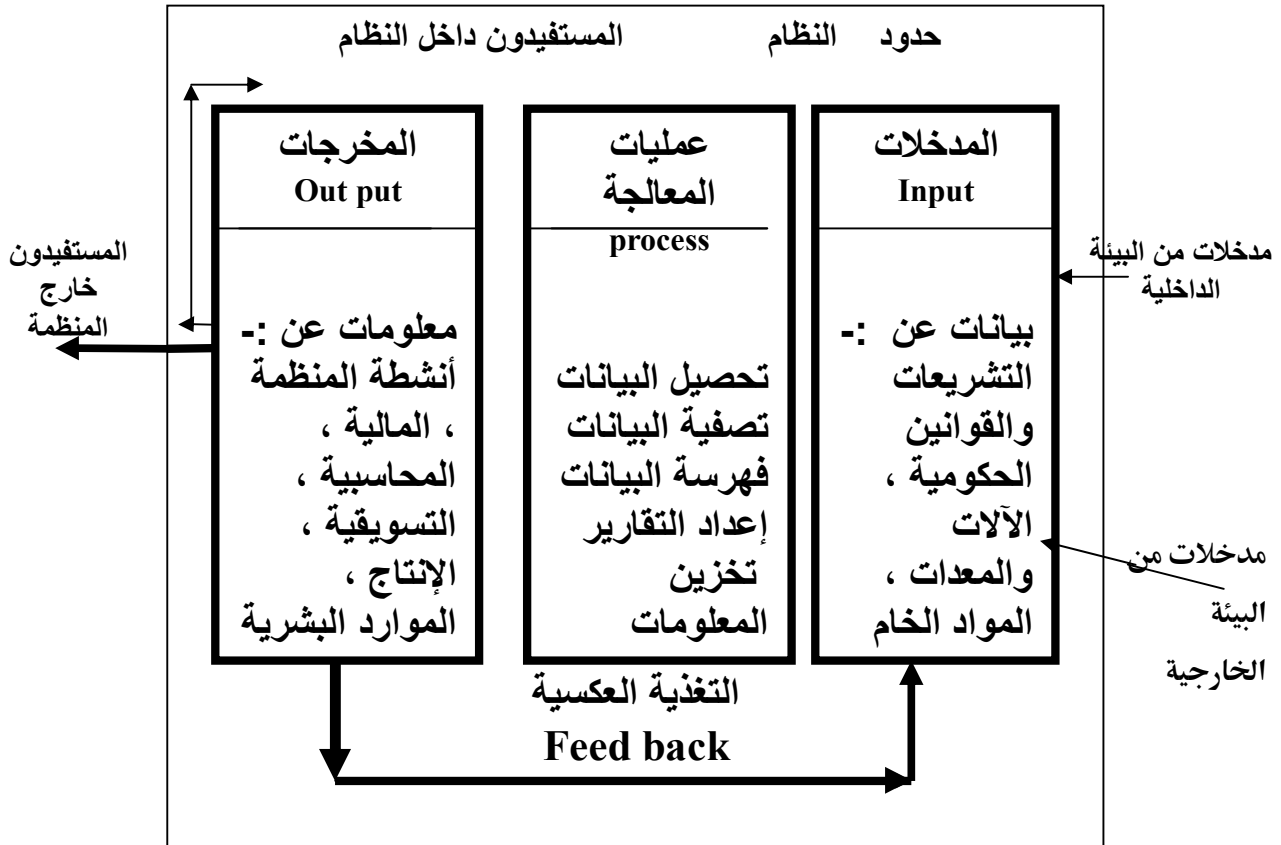 حدود النظام
المستفيدون داخل النظام
المدخلات
Input
بيانات عن :-
التشريعات
والقوانين
الحكومية ،
الآلات
والمعدات ،
المواد الخام
عمليات
المعالجة
process
تحصيل البيانات
تصفية البيانات
فهرسة البيانات
إعداد التقارير
تخزين
المعلومات
المخرجات
Out put
معلومات عن :-
أنشطة المنظمة
، المالية ،
المحاسبية ،
التسويقية ،
الإنتاج ،
الموارد البشرية
مدخلات من البيئة
الداخلية
مدخلات من
البيئة
الخارجية
المستفيدون
خارج
المنظمة
التغذية العكسية
Feed back